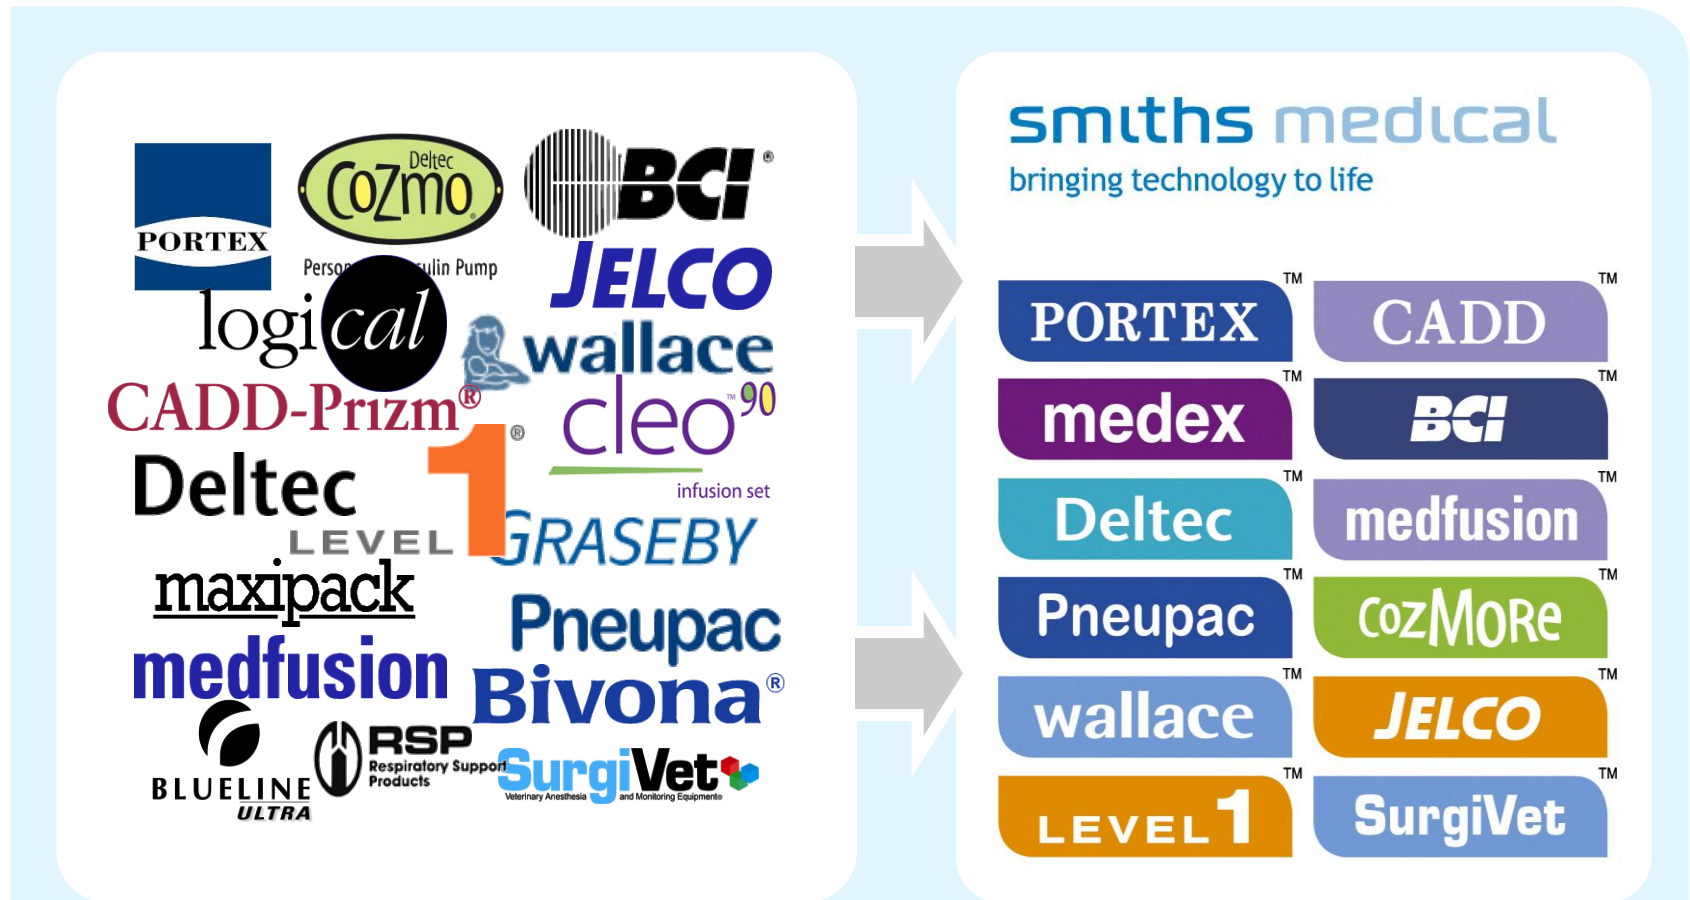 PORTEX
Deltec
CoZmo®
Personal Insulin Pump
BCI®
JELCO
logical
wallace
CADD-Prizm®
cleo™90
infusion set
Deltec
LEVEL 1®
GRASEBY
maxipack
Pneupac
medfusion
Bivona®
BLUELINE
ULTRA
RSP
Respiratory Support
Products
SurgiVet
Veterinary Anesthesia and Monitoring Equipment®
smiths medical
bringing technology to life
PORTEX™ CADD™
medex™ BCI™
Deltec™ medfusion™
Pneupac™ CozMoRe™
wallace™ JELCO™
LEVEL 1™ SurgiVet™